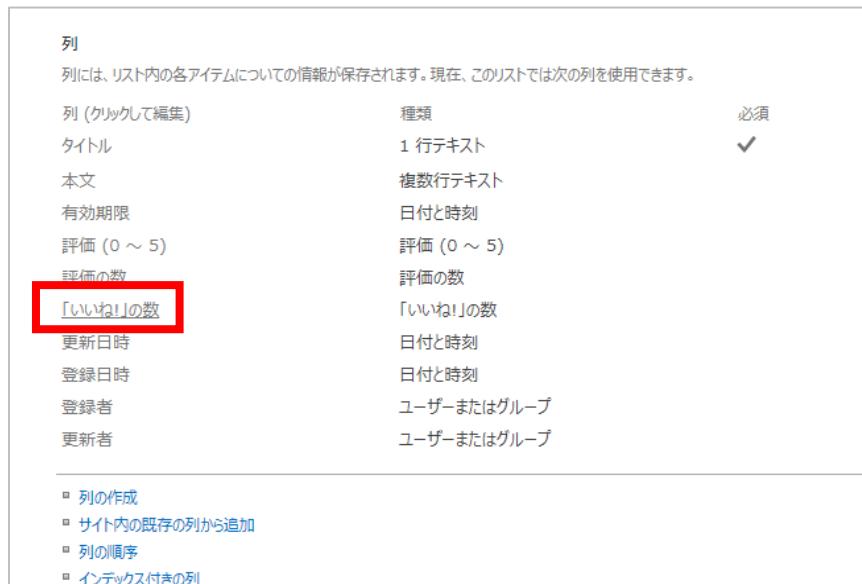 列
列には、リスト内の各アイテムについての情報が保存されます。現在、このリストでは次の列を使用できます。
列 (クリックして編集) 種類 必須
タイトル 1 行テキスト
本文 複数行テキスト
有効期限 日付と時刻
評価 (0 ～ 5) 評価 (0 ～ 5)
評価の数 評価の数
「いいね!」の数 「いいね!」の数
更新日時 日付と時刻
登録日時 日付と時刻
登録者 ユーザーまたはグループ
更新者 ユーザーまたはグループ
列の作成
サイト内の既存の列から追加
列の順序
インデックス付きの列